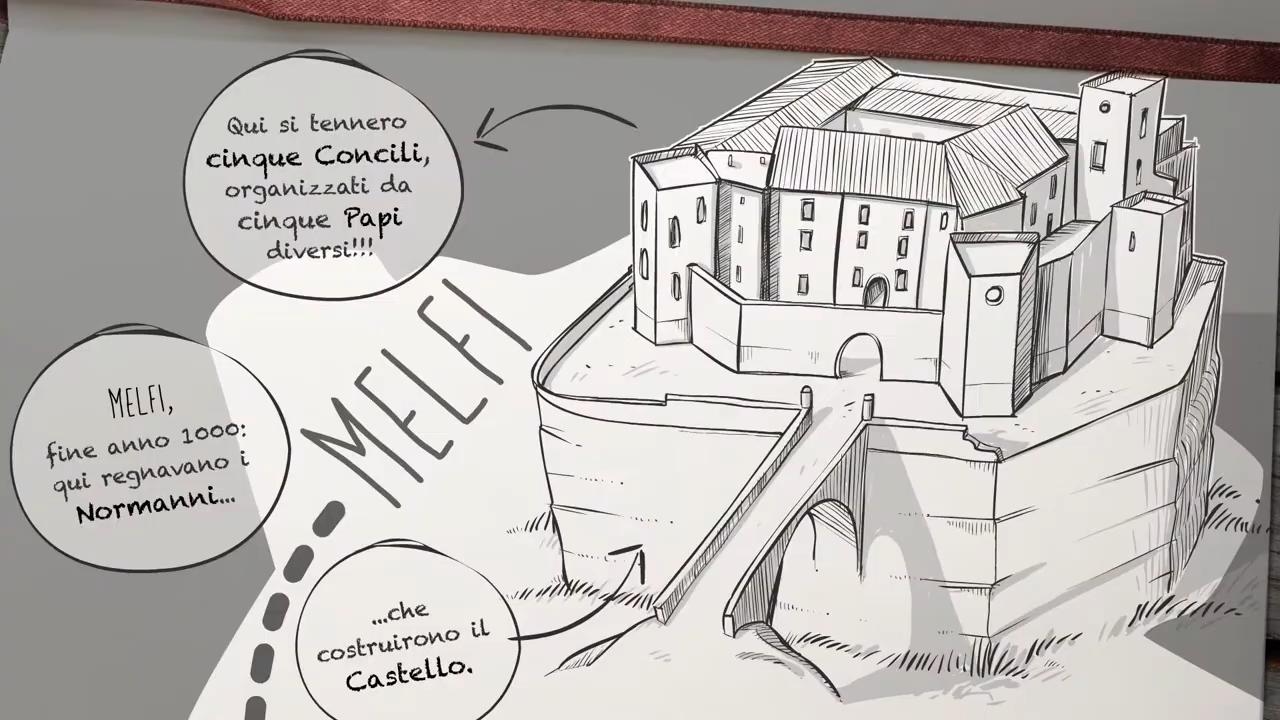 Qui si tennero
cinque Concili,
organizzati da
cinque Papi
diversi!!!
MELFI
MELFI,
fine anno 1000:
qui regnavano i
Normanni...
...che
costruirono il
Castello.